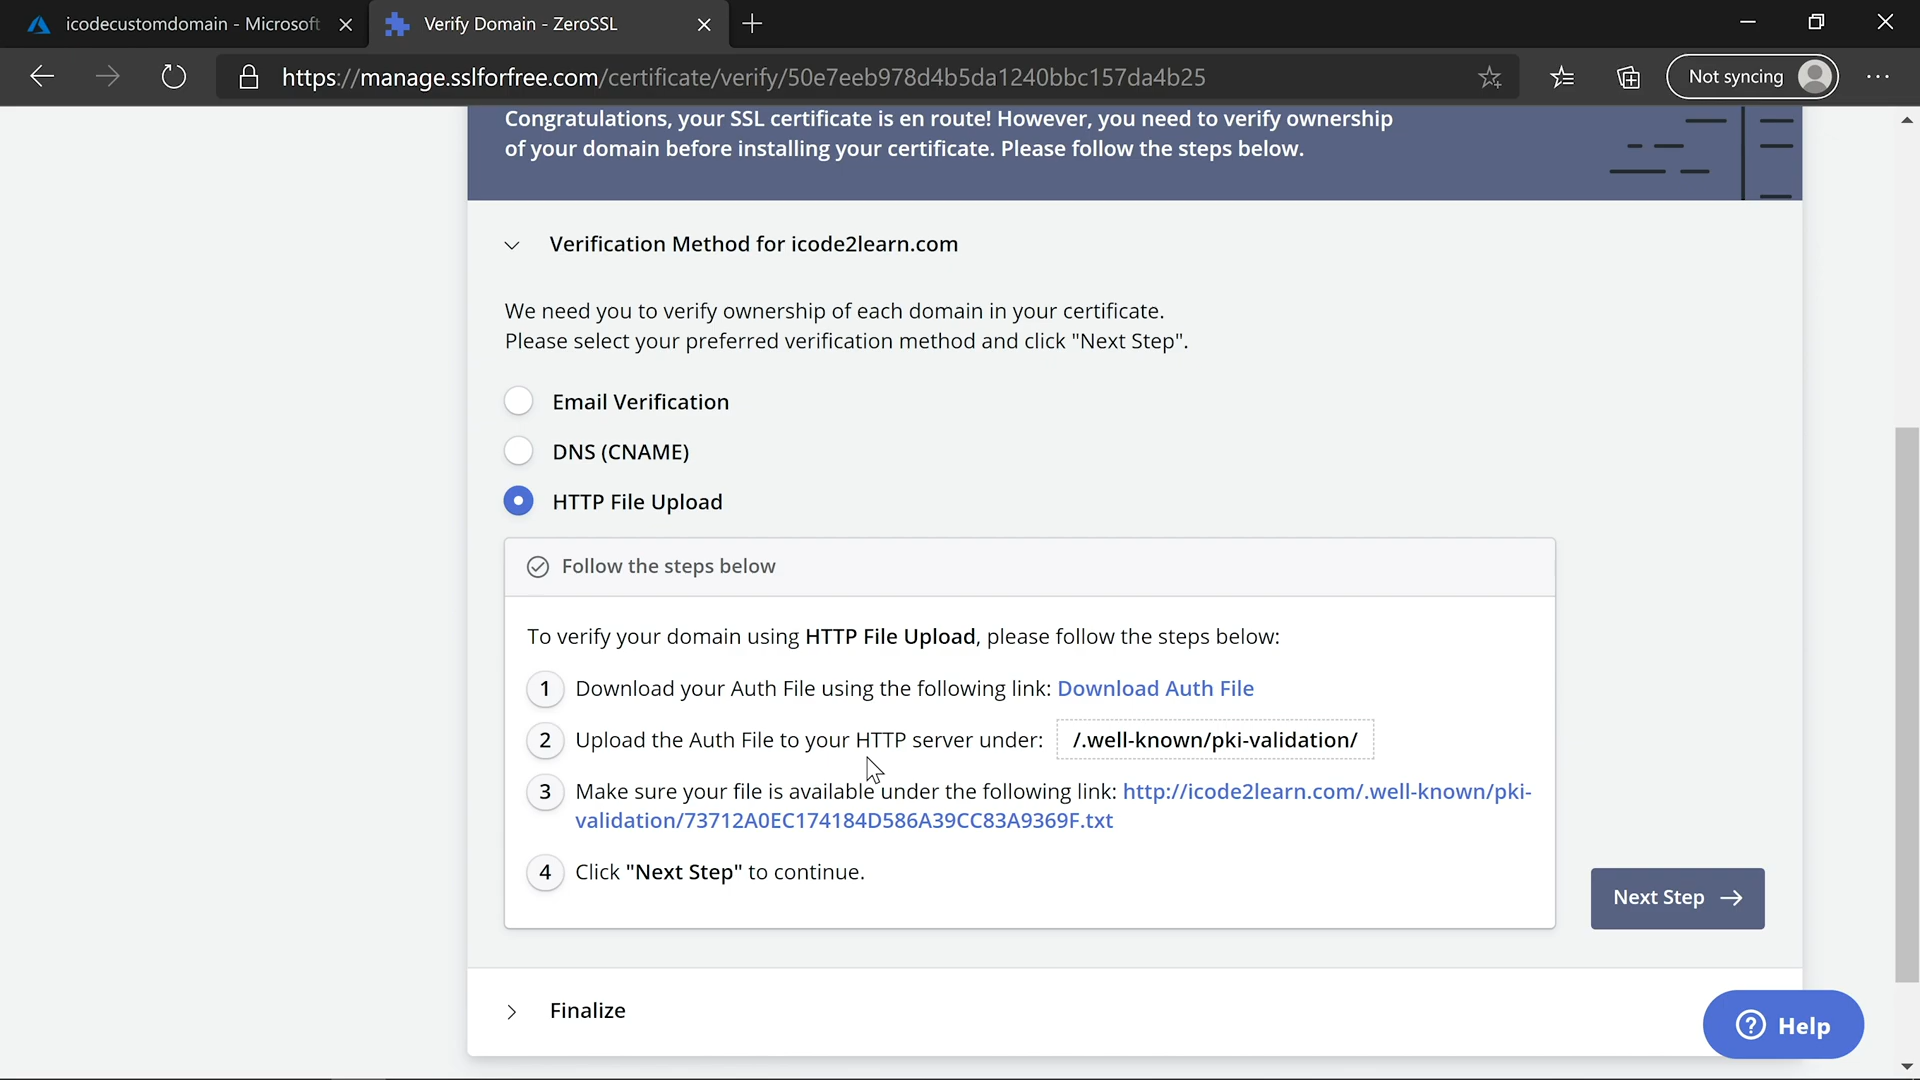 icodecustomdomain - Microsoft
Verify Domain - ZeroSSL
https://manage.sslforfree.com/certificate/verify/50e7eeb978d4b5da1240bbc157da4b25
Not syncing
Congratulations, your SSL certificate is en route! However, you need to verify ownership
of your domain before installing your certificate. Please follow the steps below.
Verification Method for icode2learn.com
We need you to verify ownership of each domain in your certificate.
Please select your preferred verification method and click "Next Step".
Email Verification
DNS (CNAME)
HTTP File Upload
Follow the steps below
To verify your domain using HTTP File Upload, please follow the steps below:
1 Download your Auth File using the following link: Download Auth File
2 Upload the Auth File to your HTTP server under: /.well-known/pki-validation/
3 Make sure your file is available under the following link: http://icode2learn.com/.well-known/pki-
validation/73712A0EC174184D586A39CC83A9369F.txt
4 Click "Next Step" to continue.
Next Step
Finalize
Help